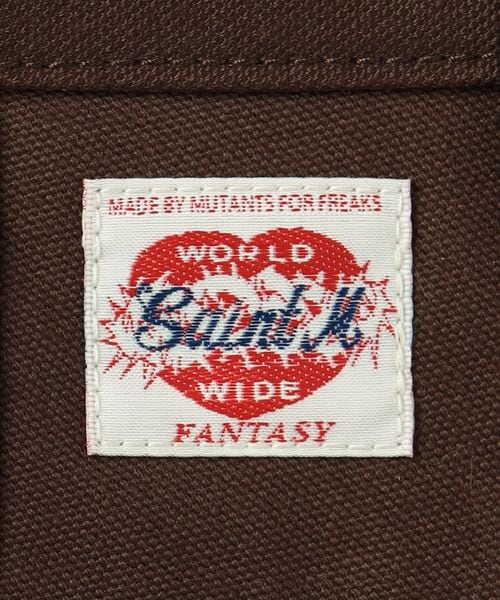 MADE BY MUTANTS FOR FREAKS
WORLD
Saint M
WIDE
FANTASY